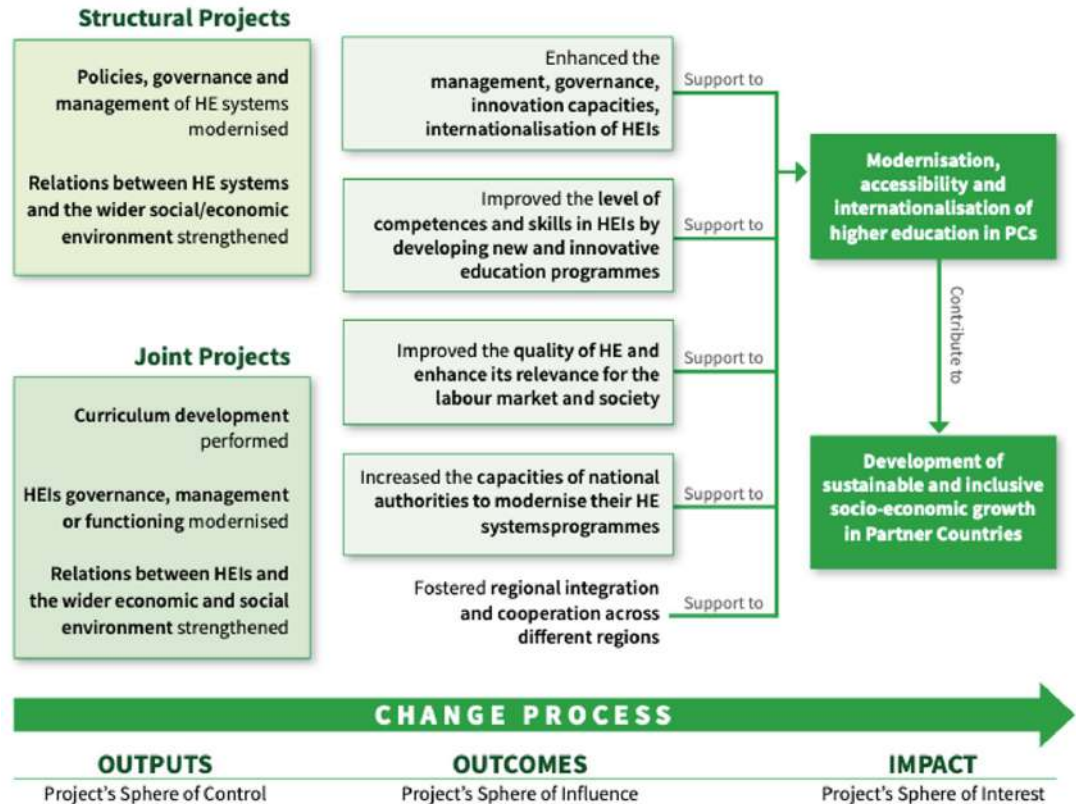 Structural Projects
Policies, governance and
management of HE systems
modernised
Relations between HE systems
and the wider social/economic
environment strengthened
Joint Projects
Curriculum development
performed
HEIs governance, management
or functioning modernised
Relations between HEIs and
the wider economic and social
environment strengthened
Enhanced the
management, governance,
innovation capacities,
internationalisation of HEIs
Support to
Improved the level of
competences and skills in HEIs by
developing new and innovative
education programmes
Support to
Improved the quality of HE and
enhance its relevance for the
labour market and society
Support to
Increased the capacities of national
authorities to modernise their HE
systemsprogrammes
Support to
Fostered regional integration
and cooperation across
different regions
Support to
Modernisation,
accessibility and
internationalisation of
higher education in PCs
Contribute to
Development of
sustainable and inclusive
socio-economic growth
in Partner Countries
CHANGE PROCESS
OUTPUTS
Project's Sphere of Control
OUTCOMES
Project's Sphere of Influence
IMPACT
Project's Sphere of Interest